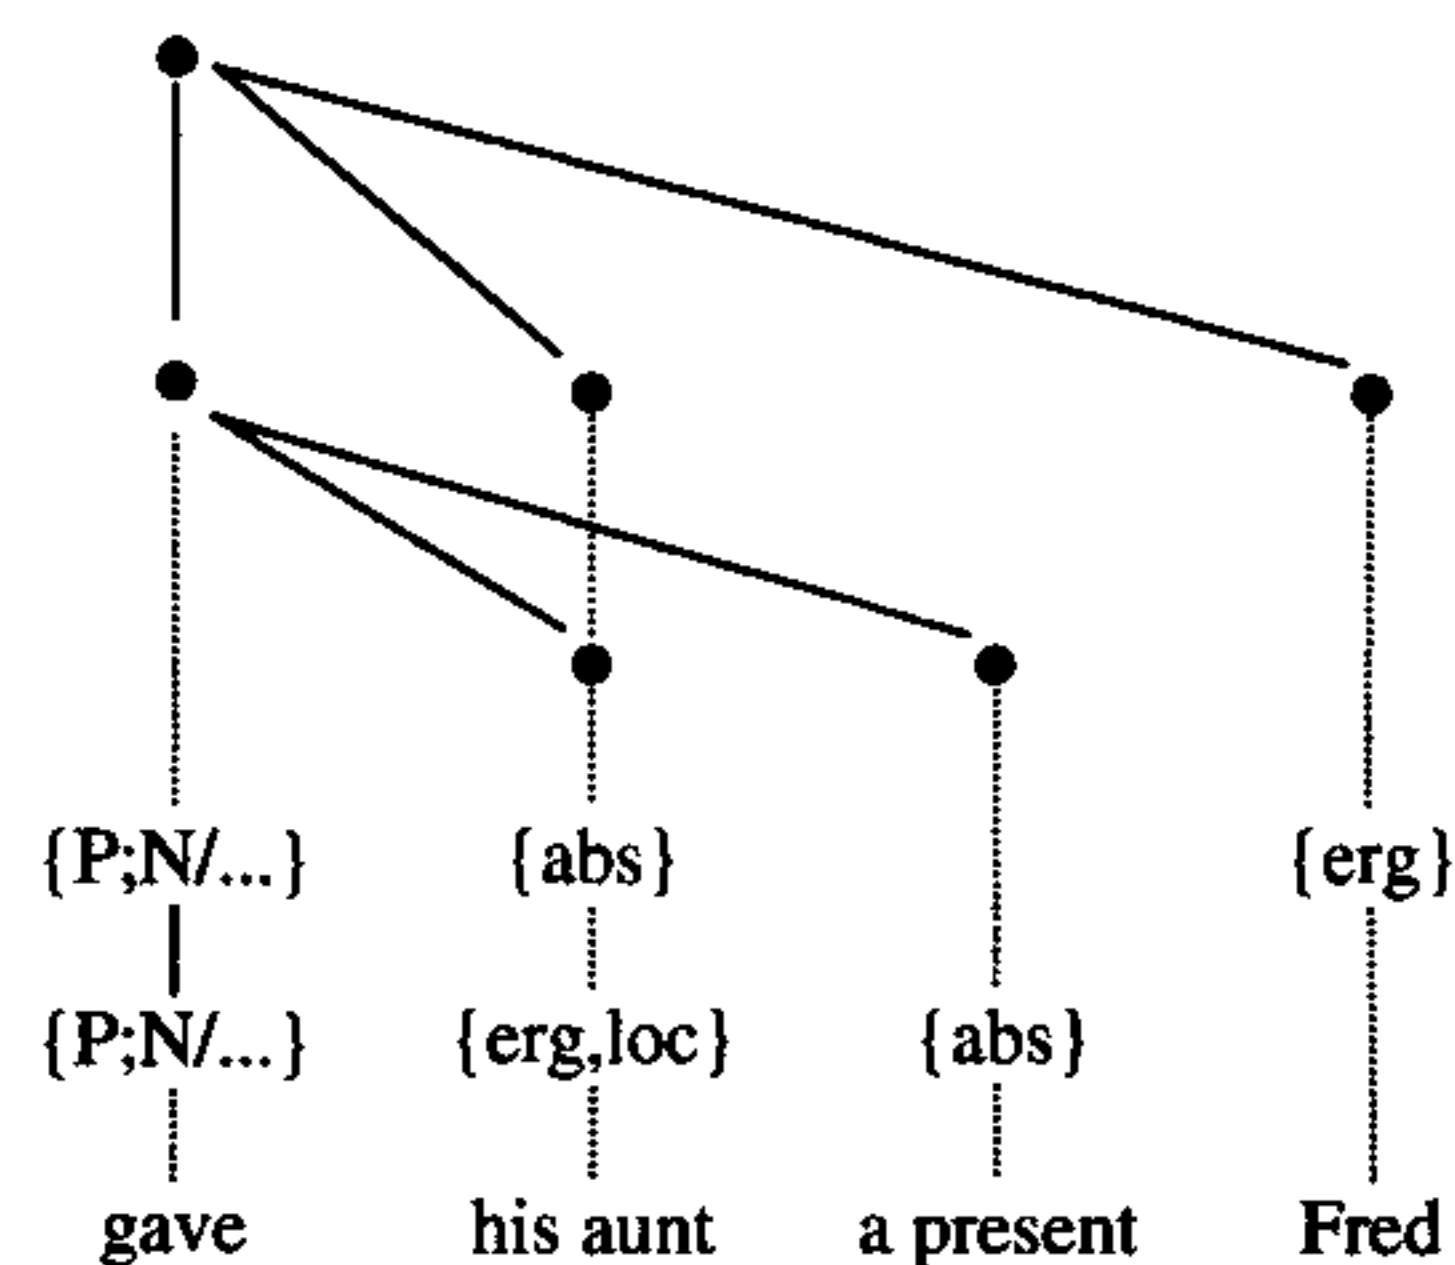 {P;N/...} {abs} {erg}
{P;N/...} {erg,loc} {abs}
gave his aunt a present Fred